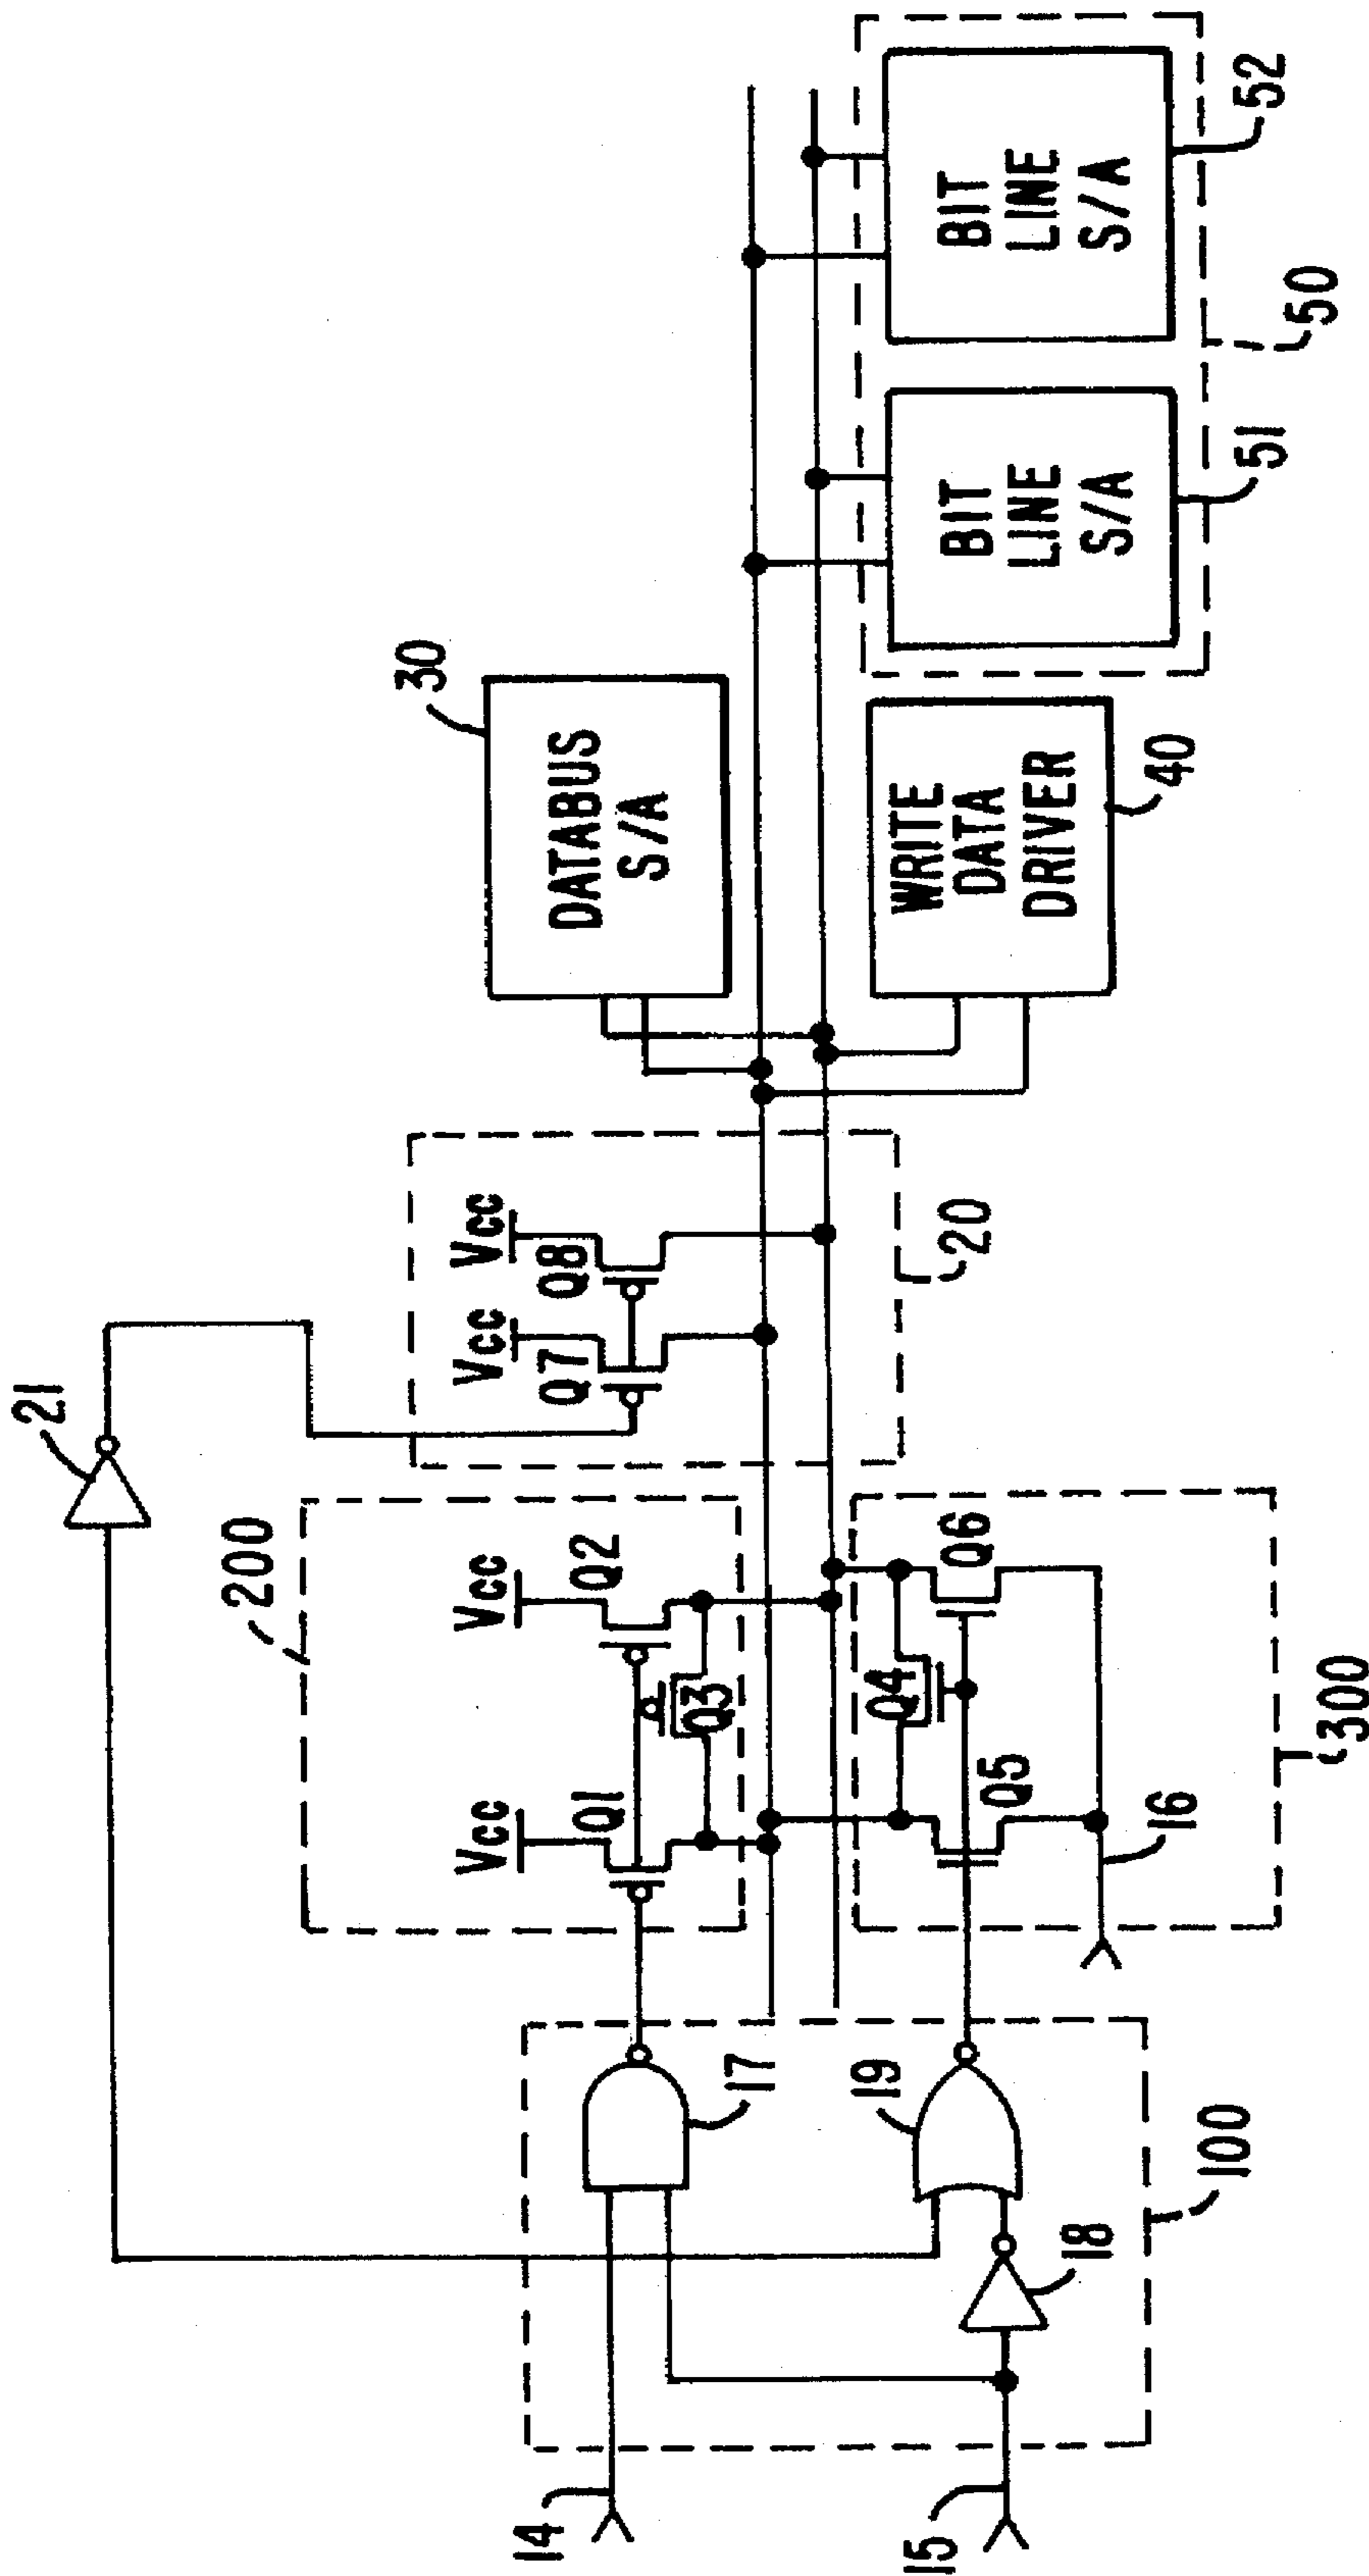 21
200
Vcc
Vcc
Q1
Q2
Q3
Vcc
Vcc
Q7
Q8
20
30
DATABUS
S/A
14
17
19
18
15
100
Q4
Q5
Q6
16
300
WRITE
DATA
DRIVER
40
BIT
LINE
S/A
51
BIT
LINE
S/A
52
50